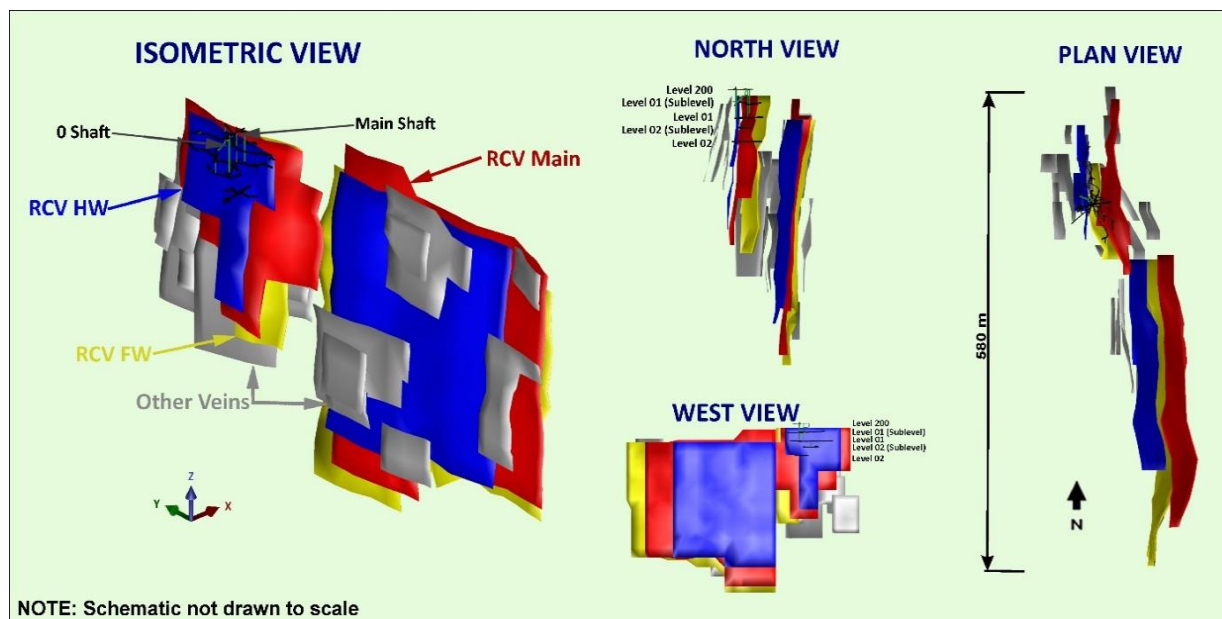 ISOMETRIC VIEW
0 Shaft
Main Shaft
RCV Main
RCV HW
RCV FW
Other Veins
Z
Y
X
NORTH VIEW
Level 200
Level 01 (Sublevel)
Level 01
Level 02 (Sublevel)
Level 02
WEST VIEW
Level 200
Level 01 (Sublevel)
Level 01
Level 02 (Sublevel)
Level 02
PLAN VIEW
580 m
N
NOTE: Schematic not drawn to scale